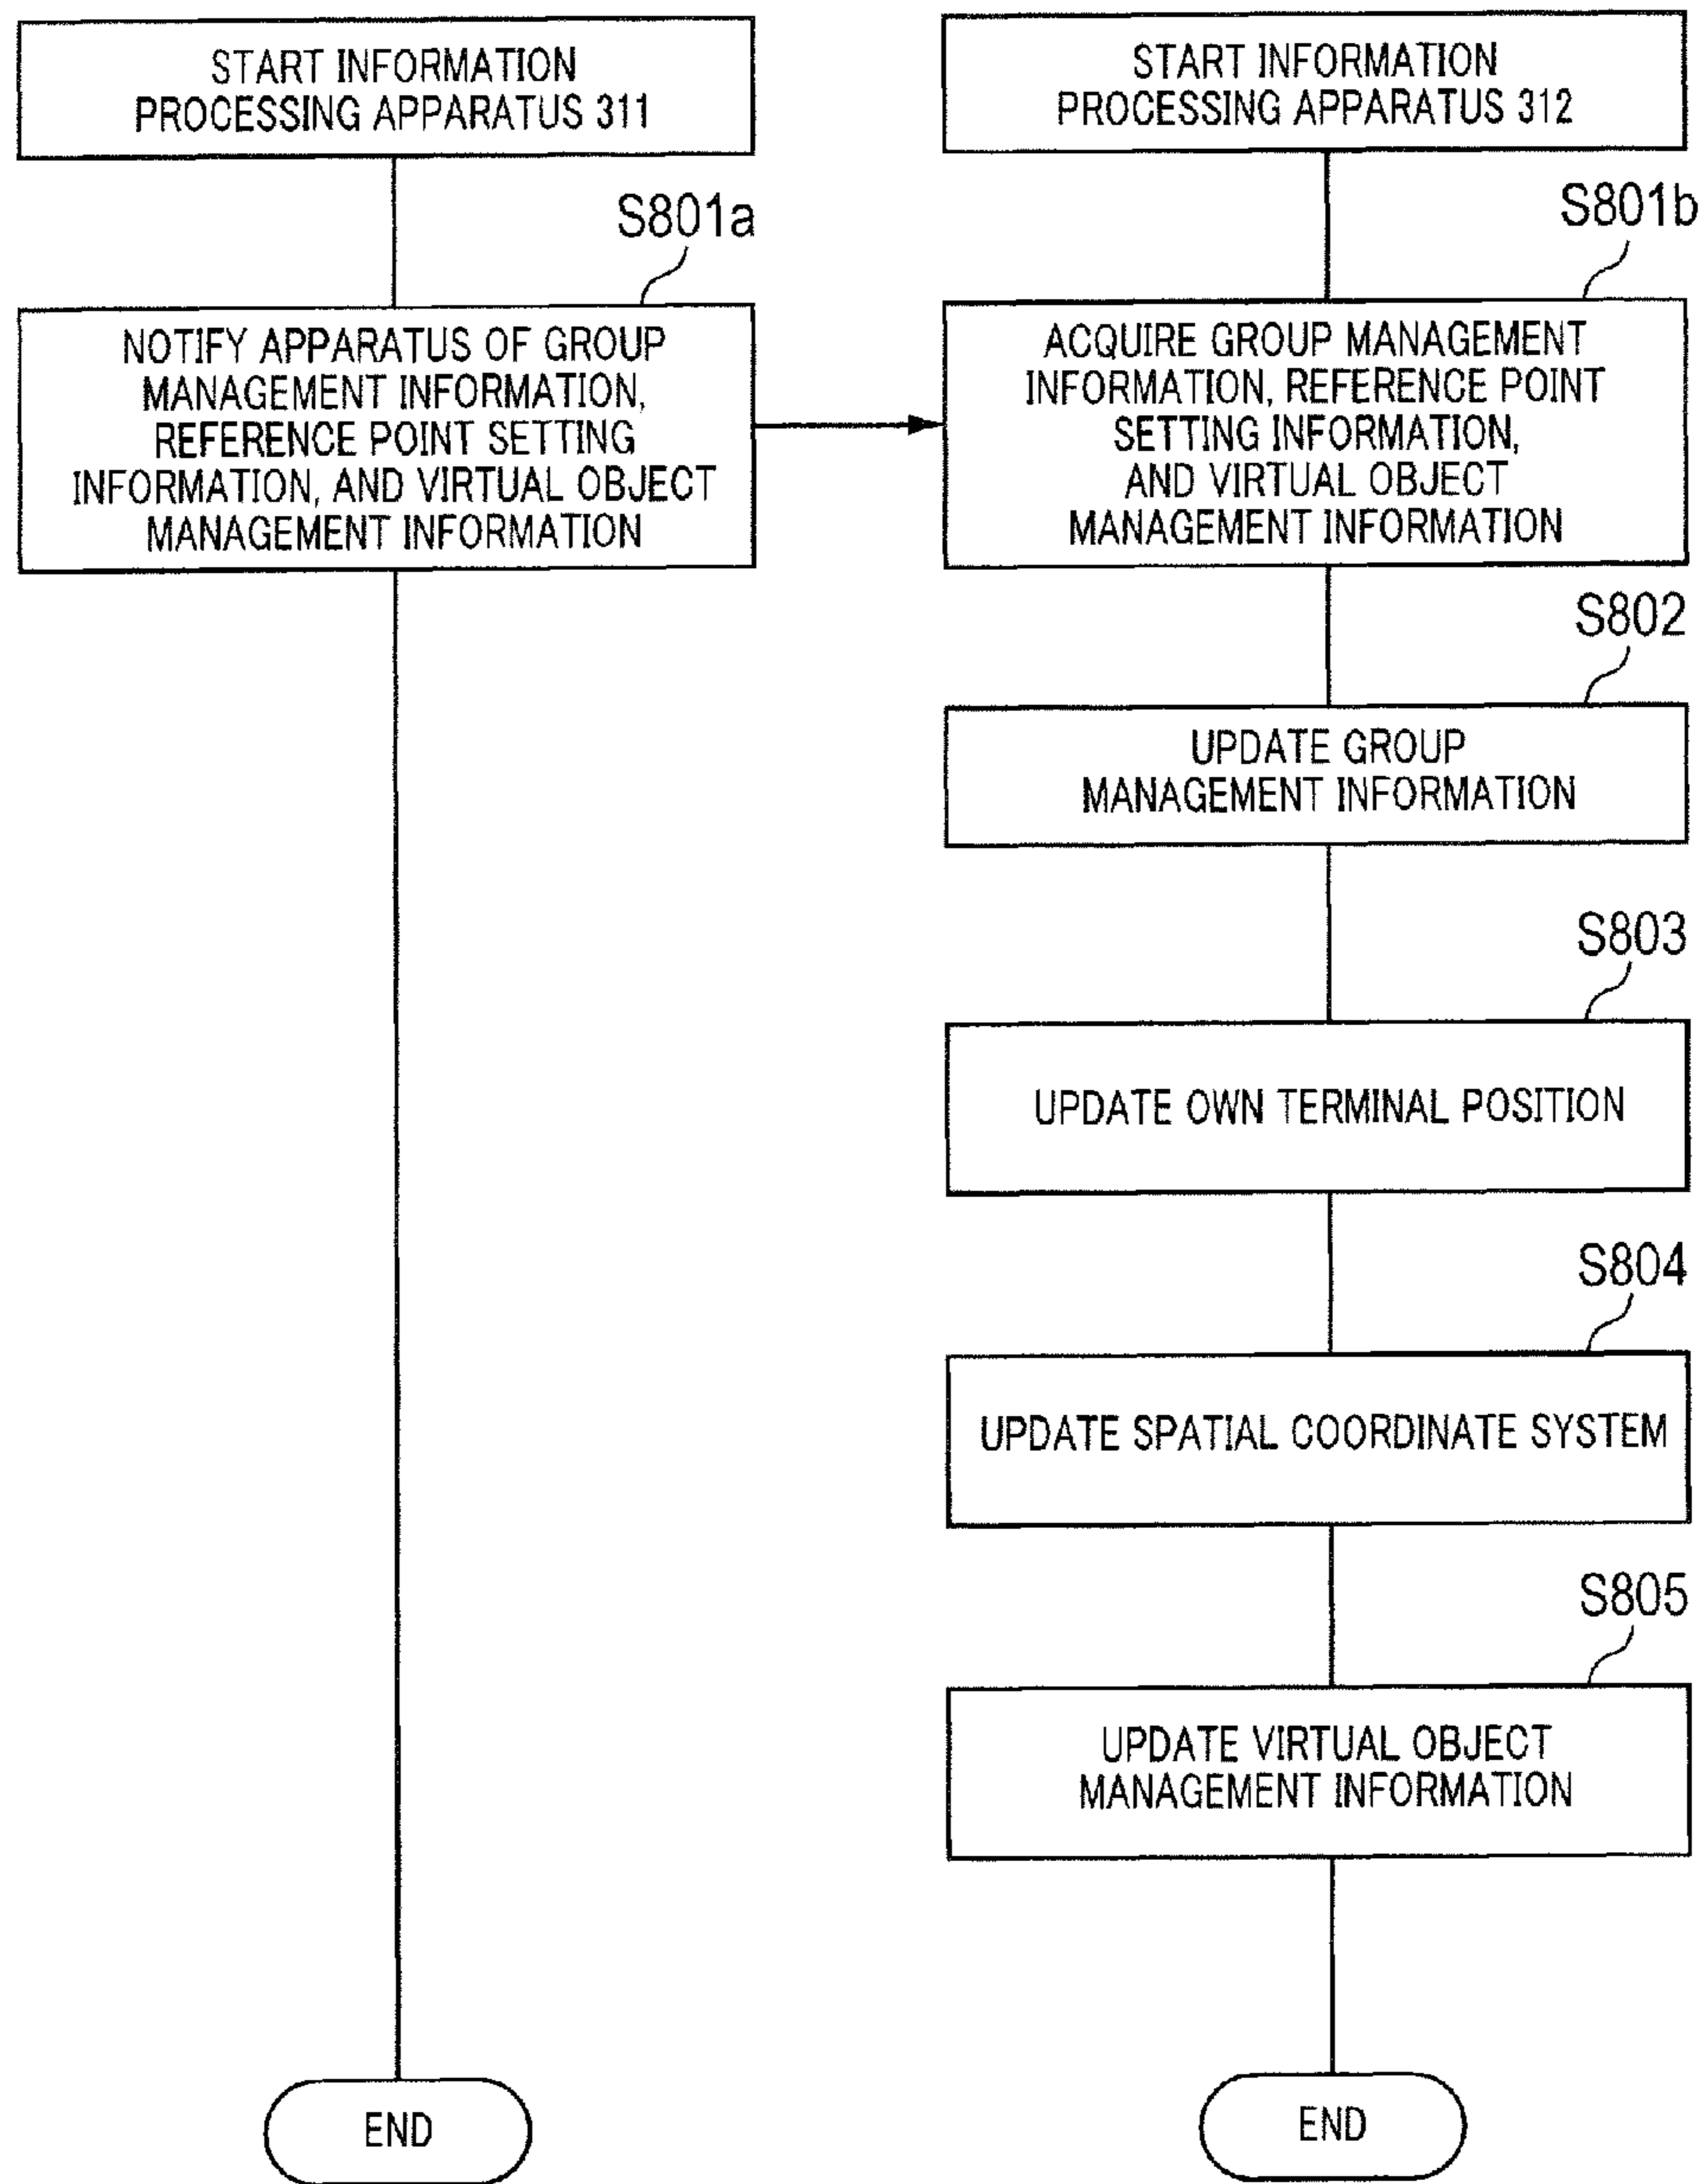 START INFORMATION
PROCESSING APPARATUS 311
START INFORMATION
PROCESSING APPARATUS 312
S801a
S801b
NOTIFY APPARATUS OF GROUP
MANAGEMENT INFORMATION,
REFERENCE POINT SETTING
INFORMATION, AND VIRTUAL OBJECT
MANAGEMENT INFORMATION
ACQUIRE GROUP MANAGEMENT
INFORMATION, REFERENCE POINT
SETTING INFORMATION,
AND VIRTUAL OBJECT
MANAGEMENT INFORMATION
S802
UPDATE GROUP
MANAGEMENT INFORMATION
S803
UPDATE OWN TERMINAL POSITION
S804
UPDATE SPATIAL COORDINATE SYSTEM
S805
UPDATE VIRTUAL OBJECT
MANAGEMENT INFORMATION
END
END